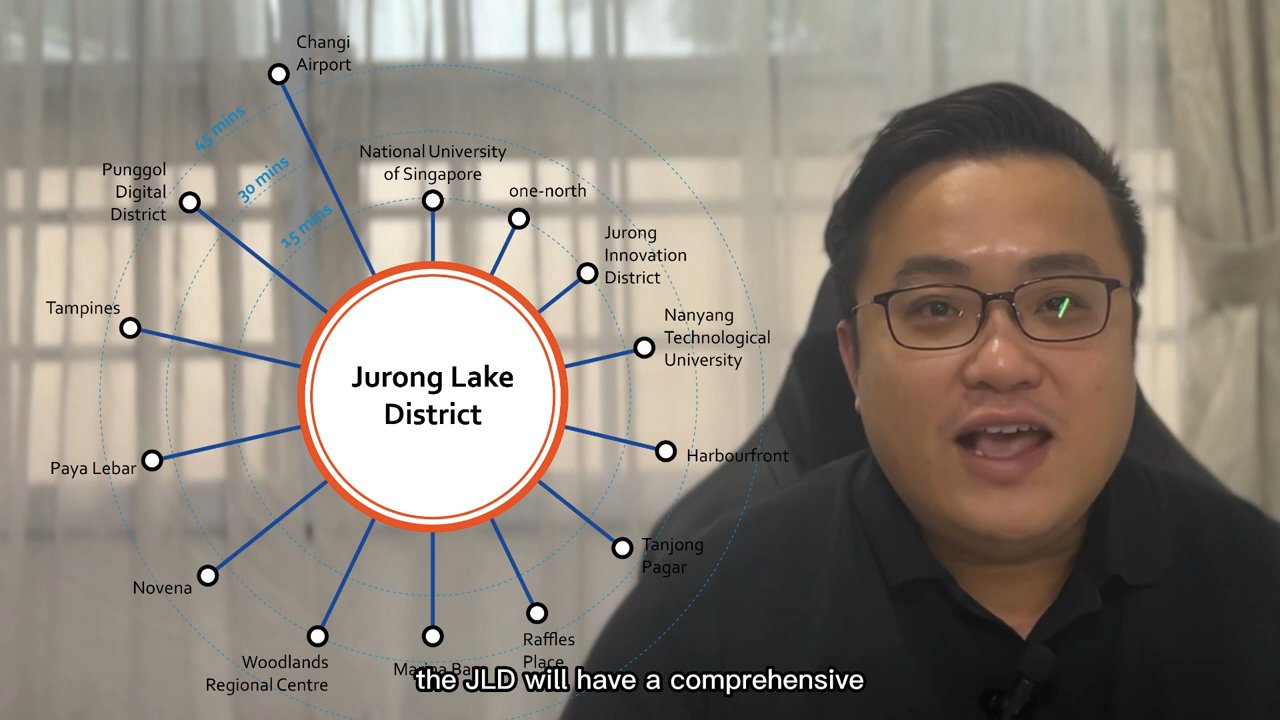 Changi
Airport
45 mins
30 mins
15 mins
National University
of Singapore
one-north
Punggol
Digital
District
Jurong
Innovation
District
Tampines
Nanyang
Technological
University
Jurong Lake
District
Paya Lebar
Harbourfront
Tanjong
Pagar
Novena
Raffles
Place
Woodlands
Regional Centre
Marina Bay
the JLD will have a comprehensive